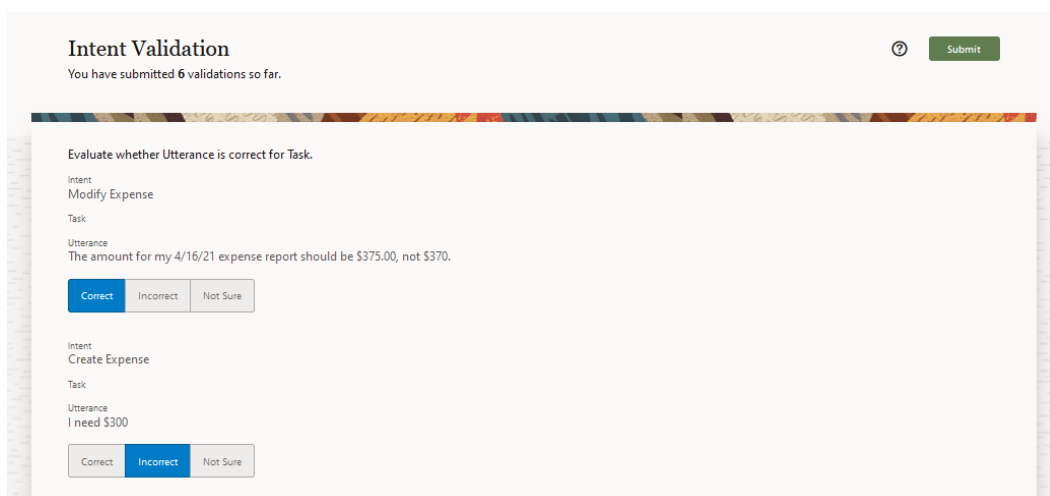 Intent Validation
Submit
You have submitted 6 validations so far.
Evaluate whether Utterance is correct for Task.
Intent
Modify Expense
Task
Utterance
The amount for my 4/16/21 expense report should be $375.00, not $370.
Correct Incorrect Not Sure
Intent
Create Expense
Task
Utterance
I need $300
Correct Incorrect Not Sure